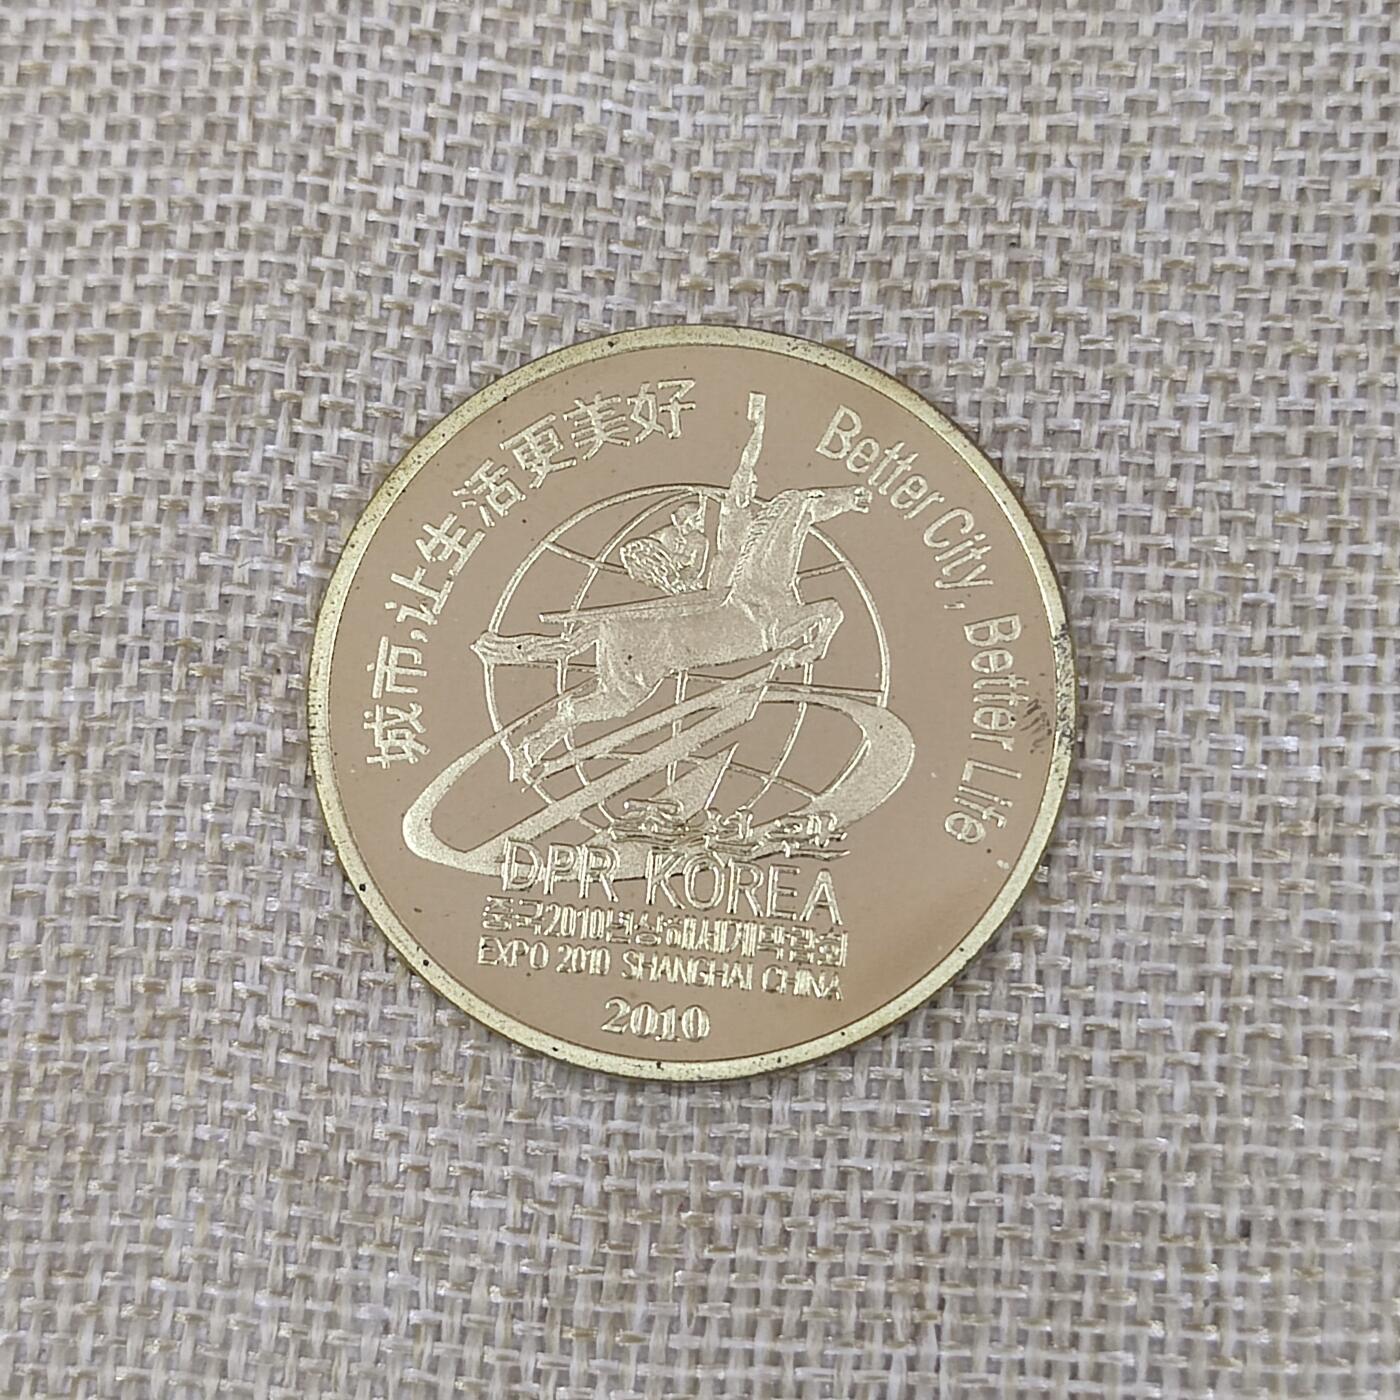 城市,让生活更美好
Better City, Better Life
조선관
DPR KOREA
중국2010년상해세계박람회
EXPO 2010 SHANGHAI CHINA
2010